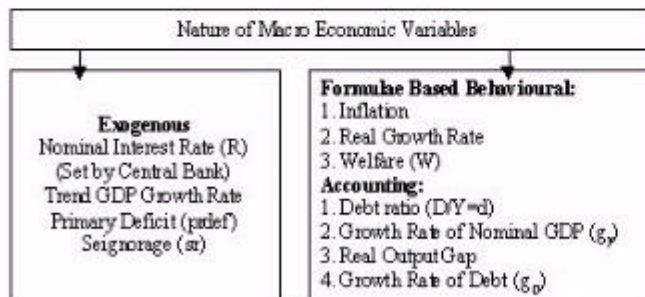 Nature of Macro Economic Variables
Exogenous
Nominal Interest Rate (R)
(Set by Central Bank)
Trend GDP Growth Rate
Primary Deficit (prdef)
Seignorage (sr)
Formulae Based Behavioural:
1. Inflation
2. Real Growth Rate
3. Welfare (W)
Accounting:
1. Debt ratio (D/Y=d)
2. Growth Rate of Nominal GDP (gy)
3. Real Output Gap
4. Growth Rate of Debt (gD)